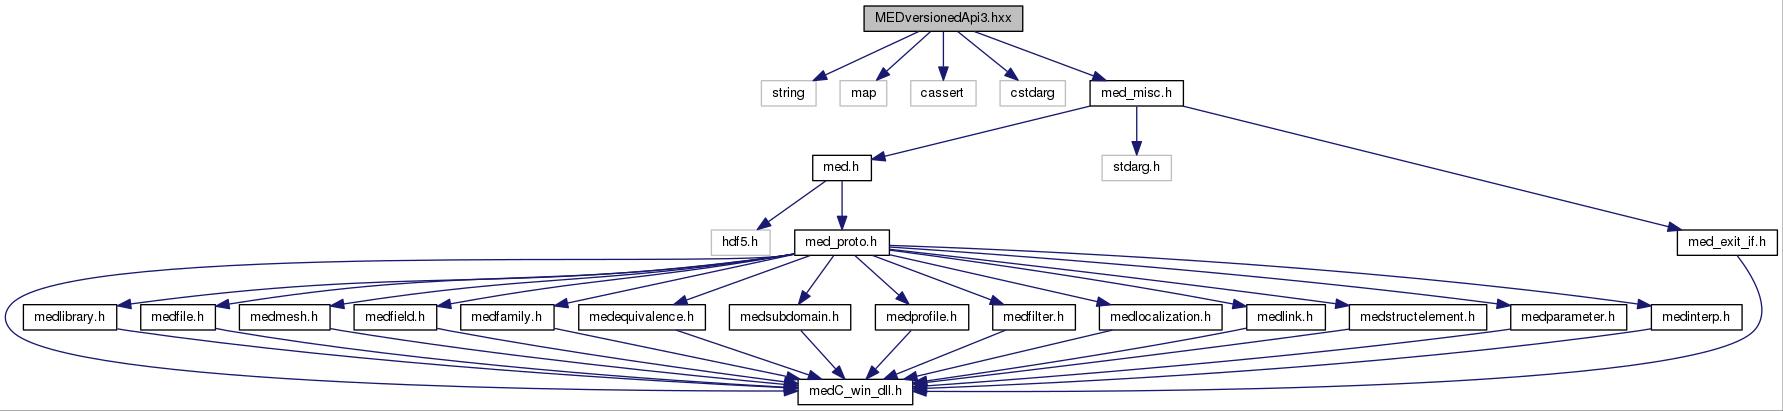 MEDversionedApi3.hxx
string
map
cassert
cstdarg
med_misc.h
med.h
stdarg.h
hdf5.h
med_proto.h
med_exit_if.h
medlibrary.h
medfile.h
medmesh.h
medfield.h
medfamily.h
medequivalence.h
medsubdomain.h
medprofile.h
medfilter.h
medlocalization.h
medlink.h
medstructelement.h
medparameter.h
medinterp.h
medC_win_dll.h